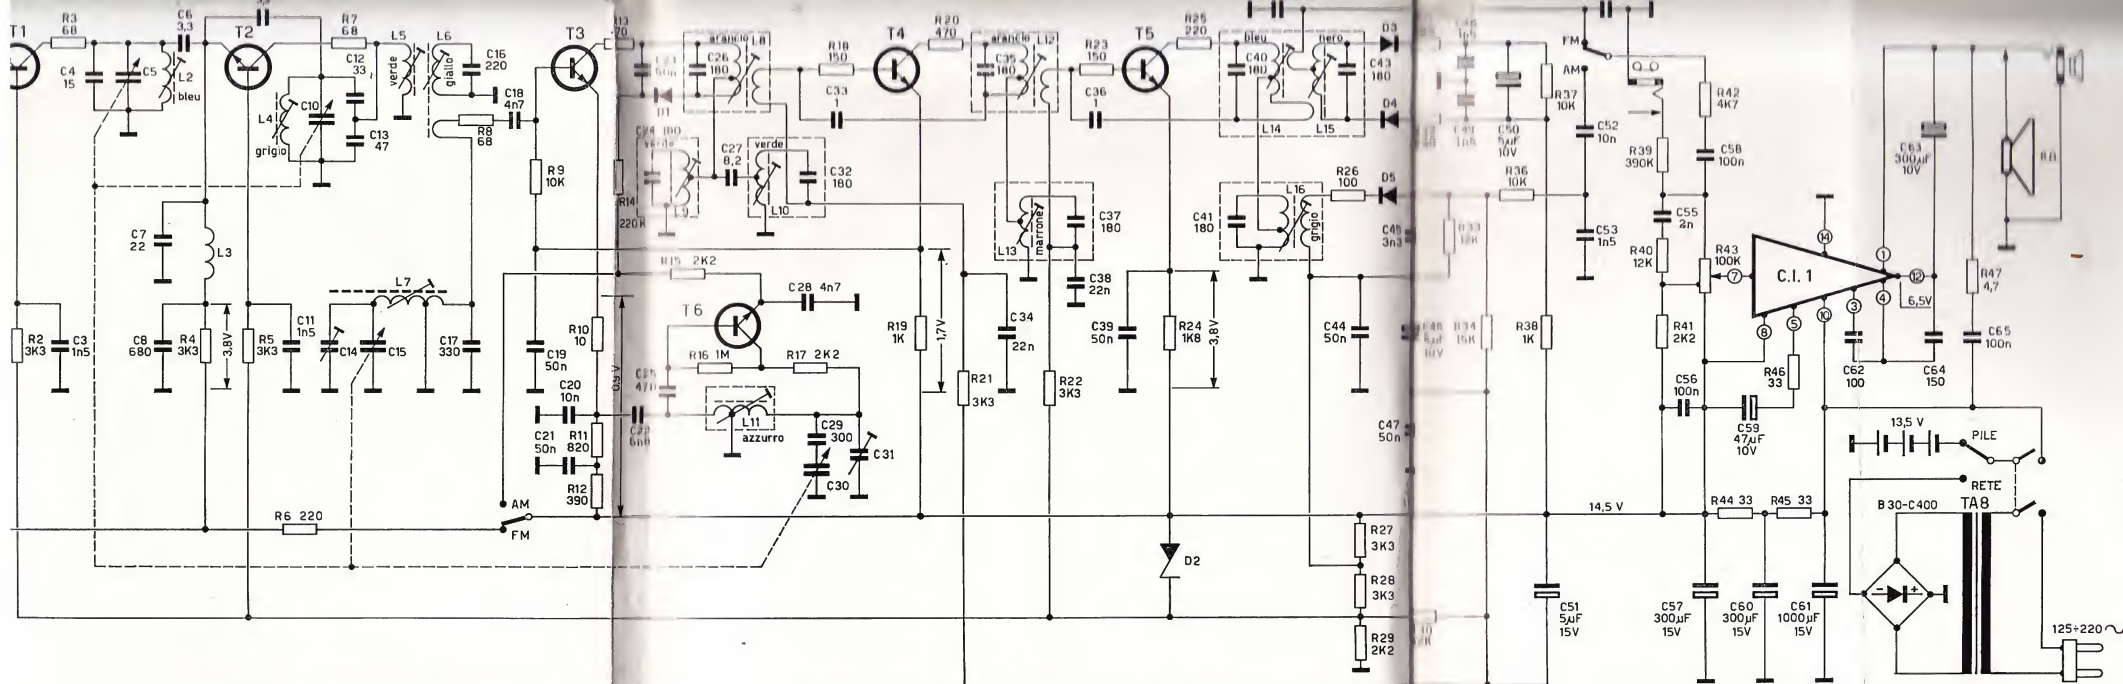 T1
R3
68
C6
3,3
T2
R7
68
L5
L6
C16
220
T3
C4
15
C5
L2
bleu
C12
33
C10
L4
grigio
C13
47
verde
giallo
C18
4n7
R8
68
R9
10K
C7
22
L3
L7
R2
3K3
C3
1n5
C8
680
R4
3K3
3,8V
R5
3K3
C11
1n5
C14
C15
C17
330
C19
50n
R10
10
C20
10n
C21
50n
R11
820
R12
390
AM
FM
R6 220
0,9 V
R14
220K
arancio
L8
C26
180
D1
R18
150
C33
1
T4
R20
470
verde
L9
C27
8,2
verde
L10
C32
180
R15 2K2
T6
C28 4n7
R16 1M
R17 2K2
L11
azzurro
C29
300
C30
C31
R19
1K
1,7V
C34
22n
R21
3K3
arancio
L12
C35
180
R23
150
C36
1
T5
R25
220
L13
marrone
C37
180
C38
22n
R22
3K3
C39
50n
R24
1K8
3,8V
D2
bleu
nero
C40
180
C43
180
L14
L15
D3
D4
D5
R26
100
C41
180
L16
grigio
C44
50n
R27
3K3
R28
3K3
R29
2K2
C47
50n
C50
5µF
10V
R37
10K
FM
AM
C52
10n
R36
10K
C53
1n5
R38
1K
C51
5µF
15V
R42
4K7
R39
390K
C58
100n
C55
2n
R40
12K
R43
100K
R41
2K2
C56
100n
C59
47µF
10V
R46
33
C.I. 1
14
7
8
5
10
3
4
1
12
6,5V
C62
100
C64
150
C63
300µF
10V
R47
4,7
C65
100n
8Ω
14,5 V
R44 33
R45 33
C57
300µF
15V
C60
300µF
15V
C61
1000µF
15V
13,5 V
PILE
RETE
B30-C400
TA8
125÷220